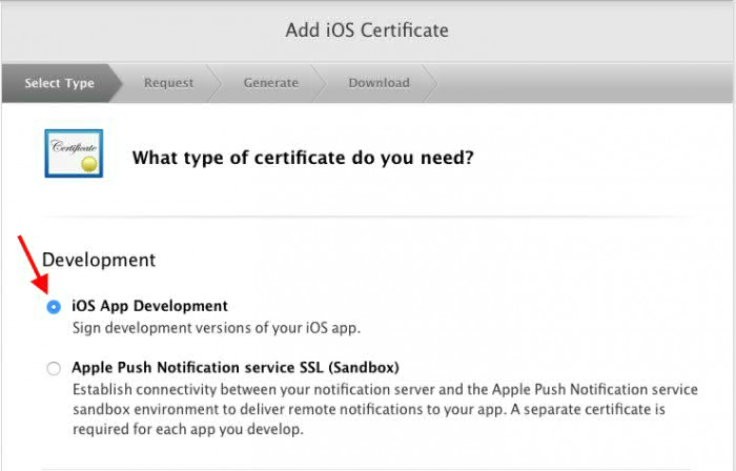 Add iOS Certificate
Select Type Request Generate Download
Certificate
What type of certificate do you need?
Development
iOS App Development
Sign development versions of your iOS app.
Apple Push Notification service SSL (Sandbox)
Establish connectivity between your notification server and the Apple Push Notification service
sandbox environment to deliver remote notifications to your app. A separate certificate is
required for each app you develop.